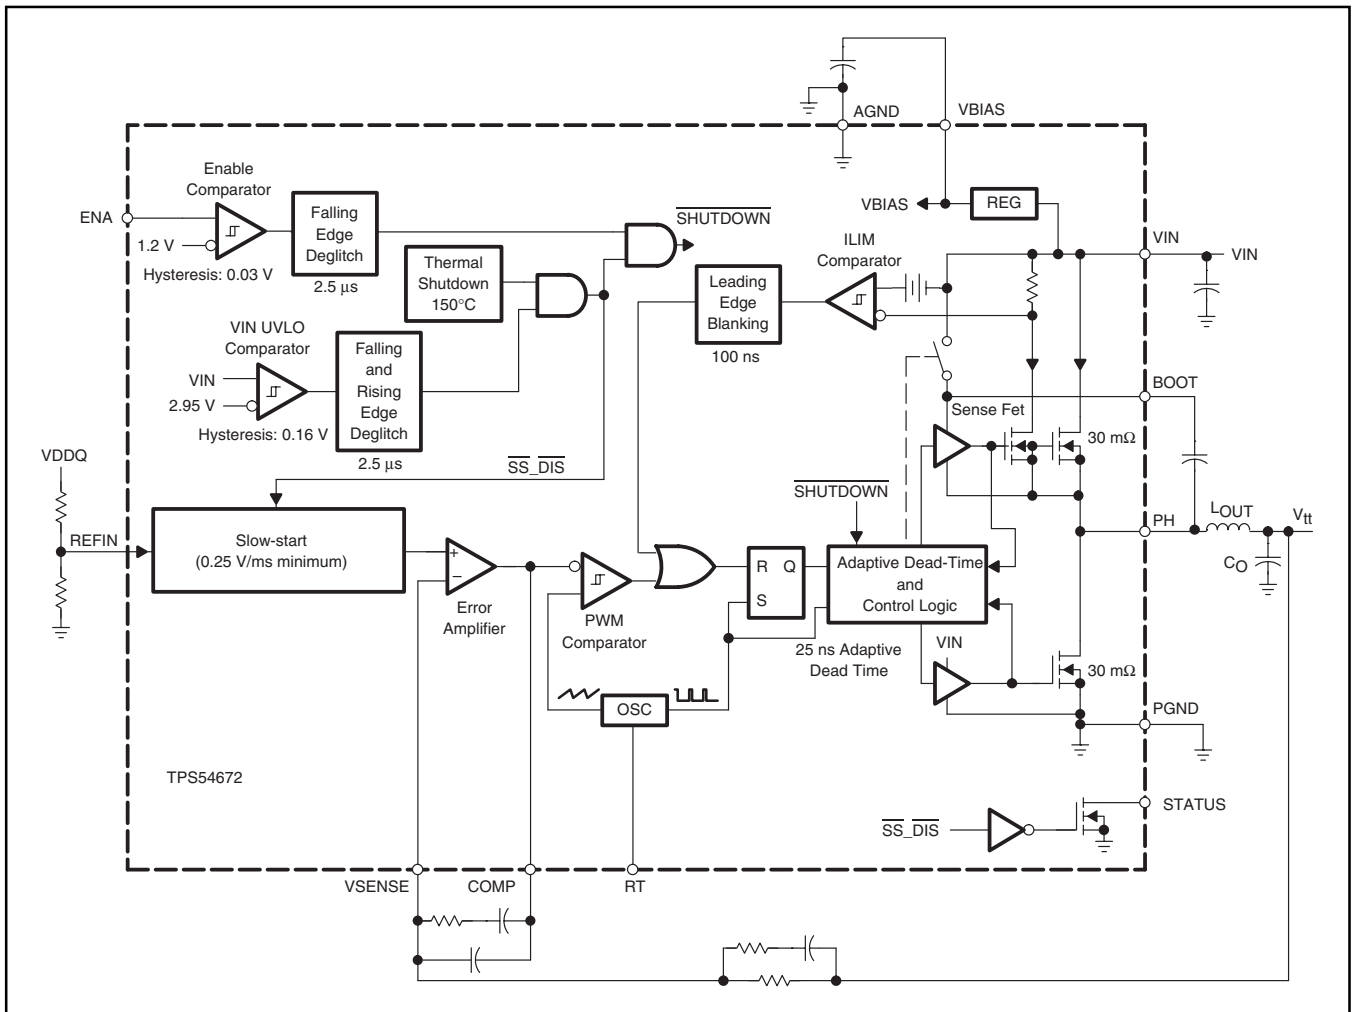 AGND
VBIAS
Enable
Comparator
ENA
1.2 V
Hysteresis: 0.03 V
Falling
Edge
Deglitch
2.5 μs
Thermal
Shutdown
150°C
SHUTDOWN
VBIAS
REG
ILIM
Comparator
VIN
VIN
Leading
Edge
Blanking
100 ns
VIN UVLO
Comparator
VIN
2.95 V
Hysteresis: 0.16 V
Falling
and
Rising
Edge
Deglitch
2.5 μs
BOOT
Sense Fet
30 mΩ
VDDQ
SS_DIS
SHUTDOWN
REFIN
Slow-start
(0.25 V/ms minimum)
+
−
Error
Amplifier
PWM
Comparator
R Q
S
Adaptive Dead-Time
and
Control Logic
25 ns Adaptive
Dead Time
PH
LOUT
Vtt
CO
VIN
30 mΩ
OSC
PGND
TPS54672
SS_DIS
STATUS
VSENSE
COMP
RT